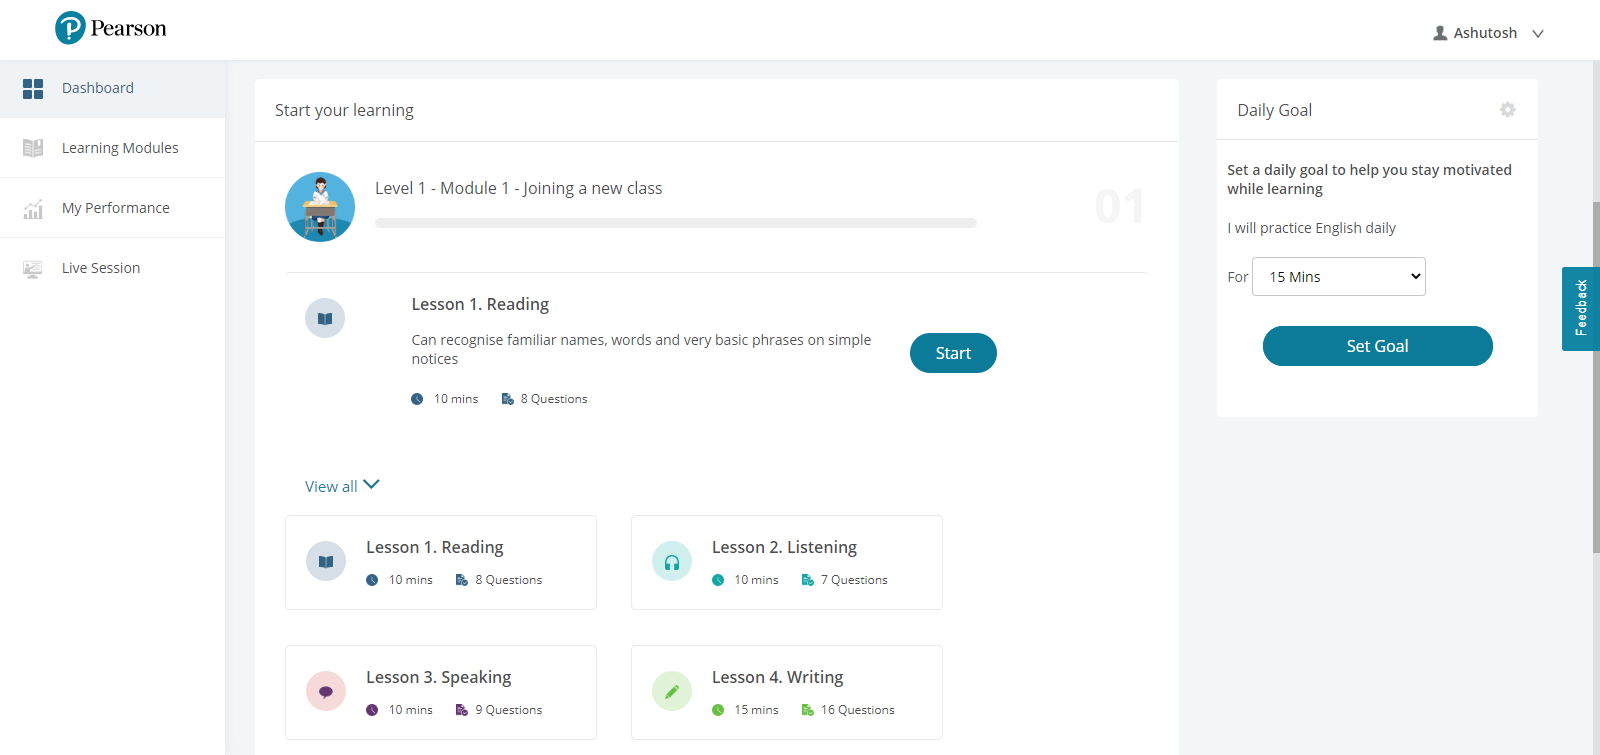 Pearson
Ashutosh
Dashboard
Learning Modules
My Performance
Live Session
Start your learning
Level 1 - Module 1 - Joining a new class
01
Lesson 1. Reading
Can recognise familiar names, words and very basic phrases on simple
notices
10 mins 8 Questions
Start
View all
Lesson 1. Reading
10 mins 8 Questions
Lesson 2. Listening
10 mins 7 Questions
Lesson 3. Speaking
10 mins 9 Questions
Lesson 4. Writing
15 mins 16 Questions
Daily Goal
Set a daily goal to help you stay motivated
while learning
I will practice English daily
For 15 Mins
Set Goal
Feedback